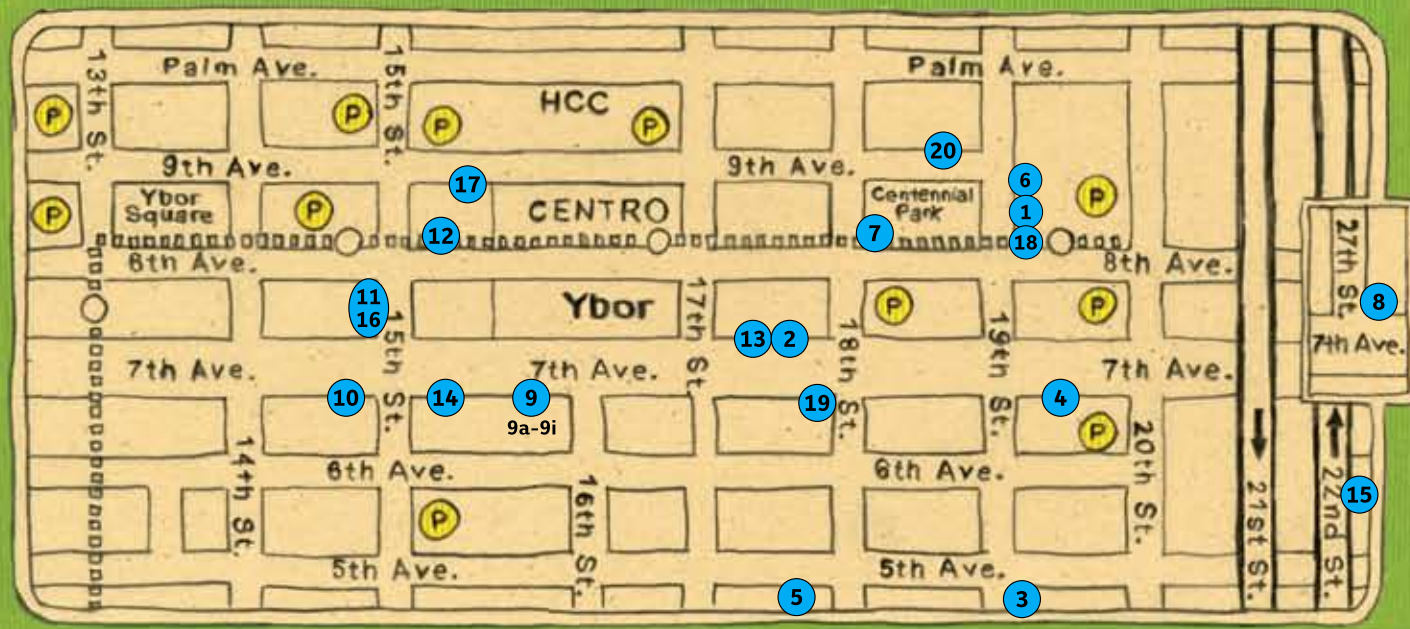 Palm Ave.
Palm Ave.
13th St.
15th St.
P
P
P
HCC
P
9th Ave.
9th Ave.
20
17
6
P
Ybor
Square
P
P
CENTRO
Centennial
Park
1
12
7
18
8th Ave.
8th Ave.
27th St.
8
11
16
Ybor
17th St.
P
P
13
2
18th St.
19th St.
15th St.
7th Ave.
7th Ave.
7th Ave.
7th Ave.
10
14
9
9a-9i
19
4
P
14th St.
6th Ave.
6th Ave.
20th St.
P
16th St.
21st St.
22nd St.
15
5th Ave.
5th Ave.
5
3